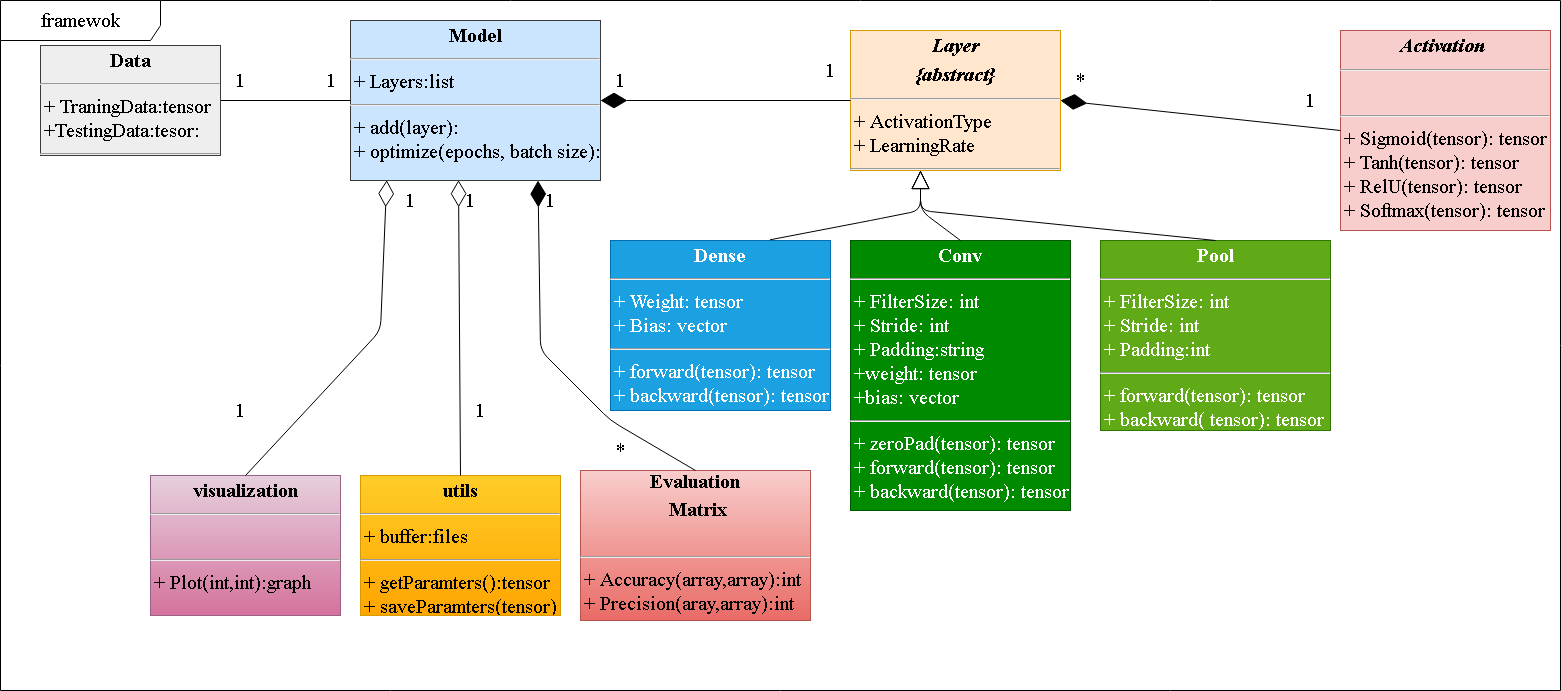 framewok
Data
+ TraningData:tensor
+TestingData:tesor:
1
1
Model
+ Layers:list
+ add(layer):
+ optimize(epochs, batch size):
1
1
Layer
{abstract}
+ ActivationType
+ LearningRate
*
1
Activation
+ Sigmoid(tensor): tensor
+ Tanh(tensor): tensor
+ RelU(tensor): tensor
+ Softmax(tensor): tensor
1
1
1
Dense
+ Weight: tensor
+ Bias: vector
+ forward(tensor): tensor
+ backward(tensor): tensor
Conv
+ FilterSize: int
+ Stride: int
+ Padding:string
+weight: tensor
+bias: vector
+ zeroPad(tensor): tensor
+ forward(tensor): tensor
+ backward(tensor): tensor
Pool
+ FilterSize: int
+ Stride: int
+ Padding:int
+ forward(tensor): tensor
+ backward( tensor): tensor
1
1
*
visualization
+ Plot(int,int):graph
utils
+ buffer:files
+ getParamters():tensor
+ saveParamters(tensor)
Evaluation
Matrix
+ Accuracy(array,array):int
+ Precision(aray,array):int